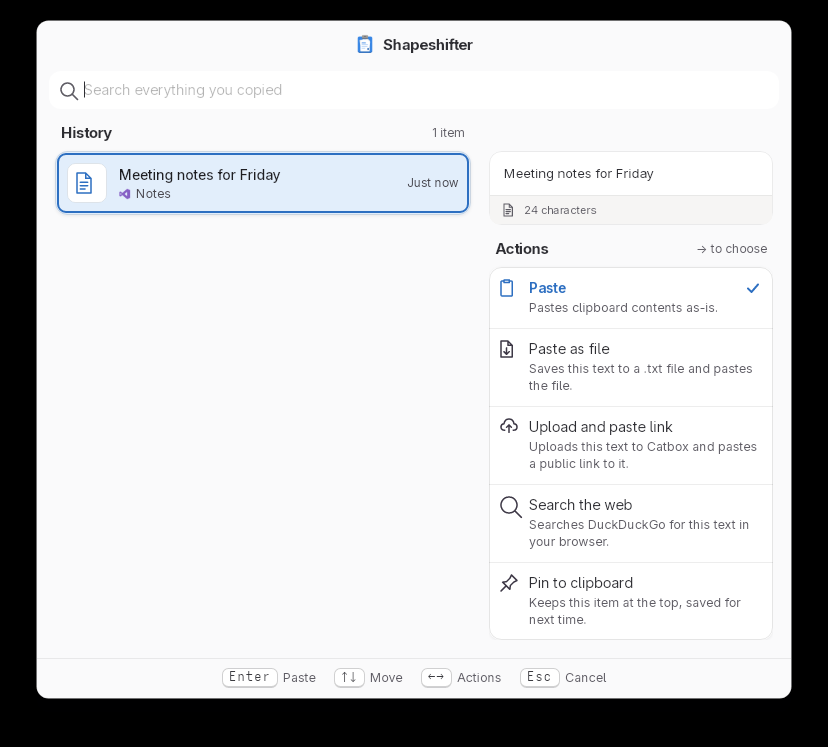 Shapeshifter
Search everything you copied
History
1 item
Meeting notes for Friday
Notes
Just now
Meeting notes for Friday
24 characters
Actions
→ to choose
Paste
Pastes clipboard contents as-is.
Paste as file
Saves this text to a .txt file and pastes
the file.
Upload and paste link
Uploads this text to Catbox and pastes
a public link to it.
Search the web
Searches DuckDuckGo for this text in
your browser.
Pin to clipboard
Keeps this item at the top, saved for
next time.
Enter Paste ↑↓ Move ←→ Actions Esc Cancel